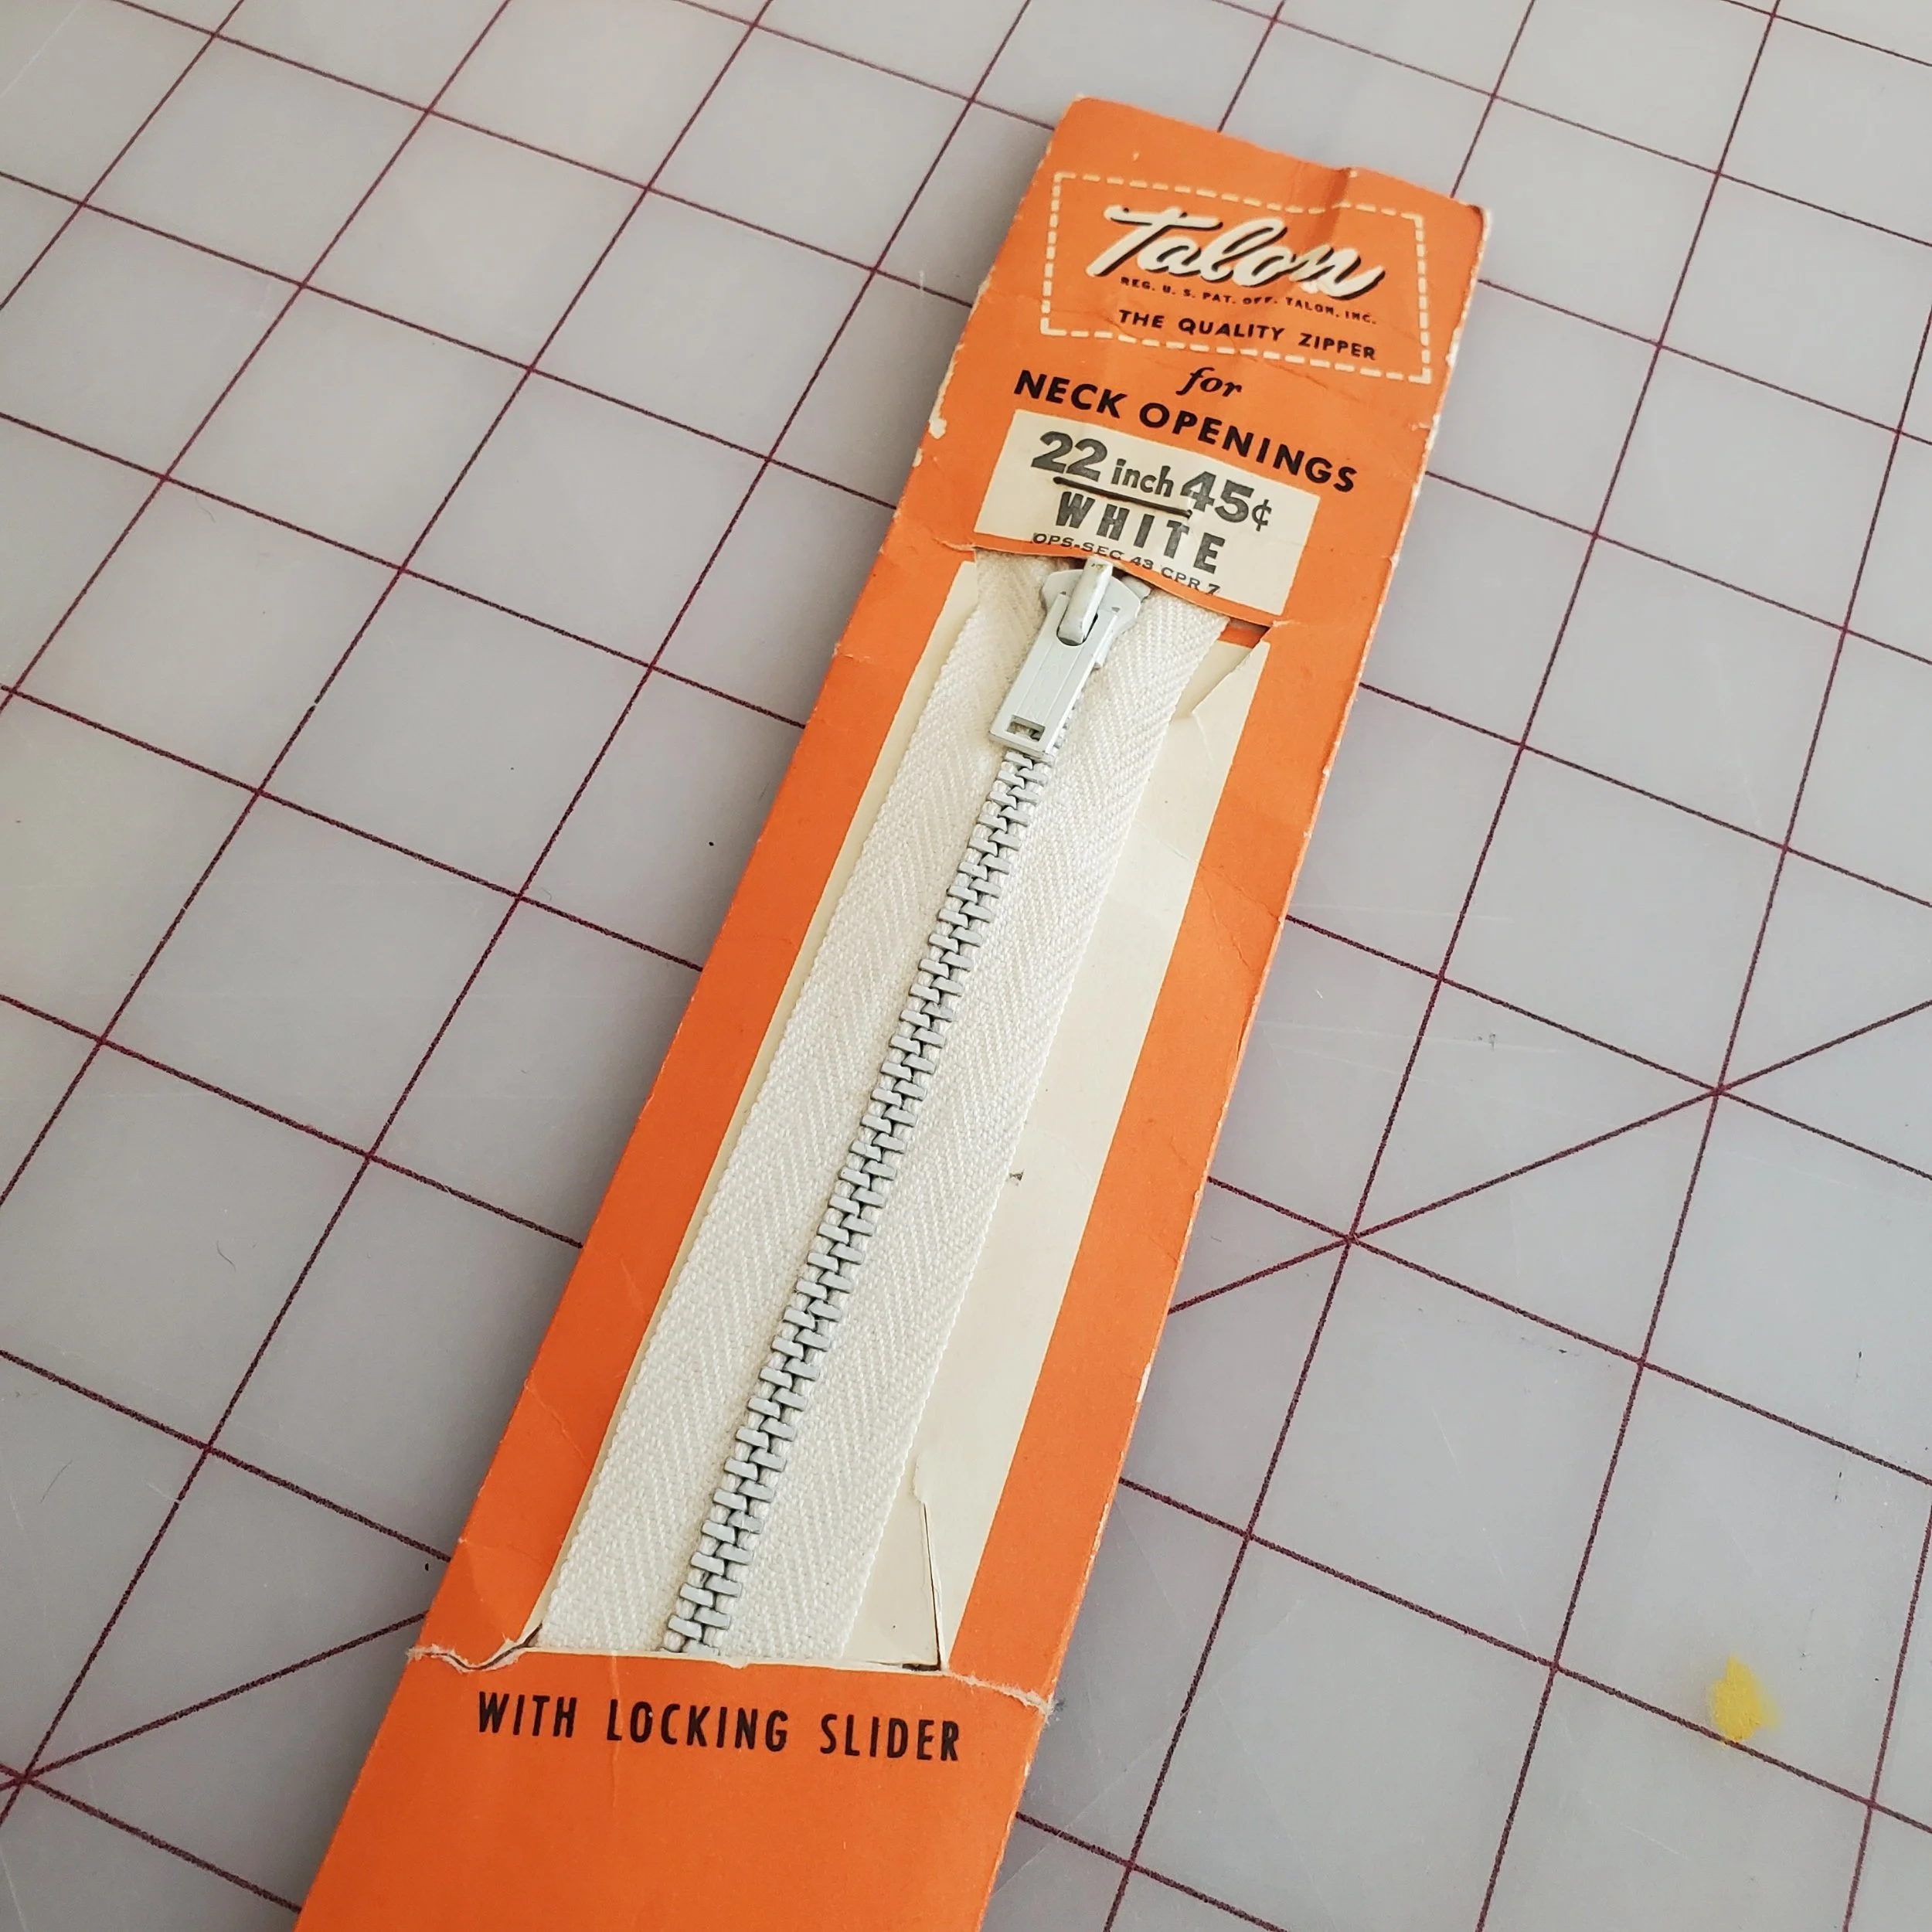 Talon
REG. U. S. PAT. OFF. TALON, INC.
THE QUALITY ZIPPER
for
NECK OPENINGS
22 inch 45¢
WHITE
OPS-SEC 43 CPR 7
WITH LOCKING SLIDER